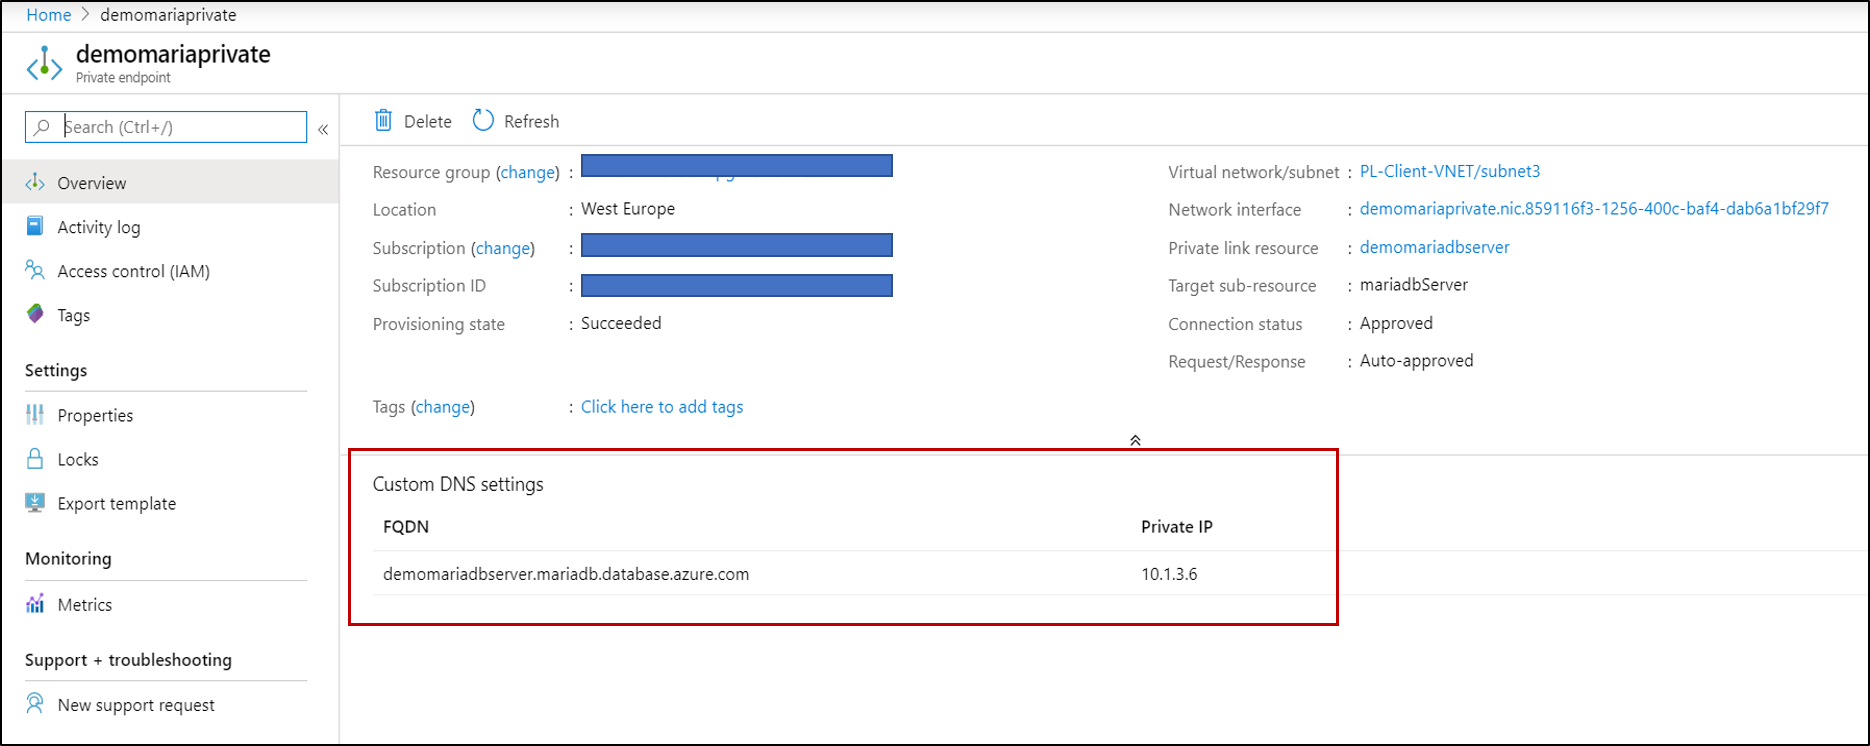 Home > demomariaprivate
demomariaprivate
Private endpoint
Search (Ctrl+/)
«
Overview
Activity log
Access control (IAM)
Tags
Settings
Properties
Locks
Export template
Monitoring
Metrics
Support + troubleshooting
New support request
Delete Refresh
Resource group (change) :
Location : West Europe
Subscription (change) :
Subscription ID :
Provisioning state : Succeeded
Tags (change) : Click here to add tags
Virtual network/subnet : PL-Client-VNET/subnet3
Network interface : demomariaprivate.nic.859116f3-1256-400c-baf4-dab6a1bf29f7
Private link resource : demomariadbserver
Target sub-resource : mariadbServer
Connection status : Approved
Request/Response : Auto-approved
Custom DNS settings
FQDN Private IP
demomariadbserver.mariadb.database.azure.com 10.1.3.6